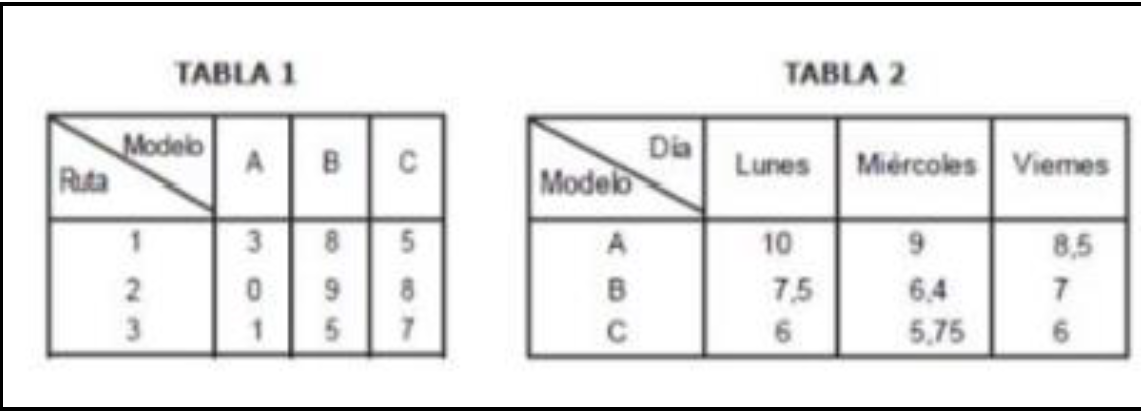 TABLA 1
Modelo
Ruta
A B C
1 3 8 5
2 0 9 8
3 1 5 7
TABLA 2
Día
Modelo
Lunes Miércoles Viernes
A 10 9 8,5
B 7,5 6,4 7
C 6 5,75 6